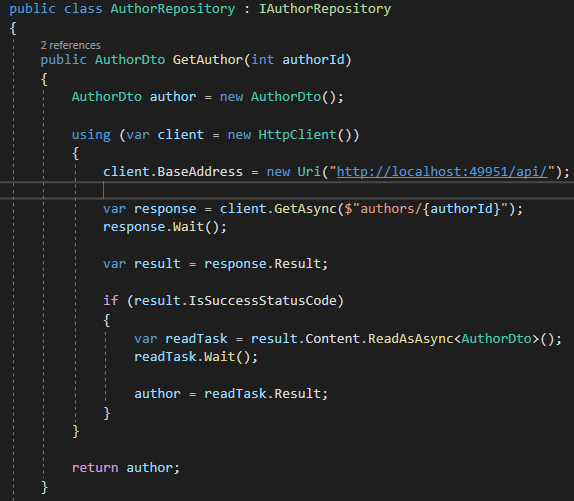 public class AuthorRepository : IAuthorRepository
{
2 references
public AuthorDto GetAuthor(int authorId)
{
AuthorDto author = new AuthorDto();
using (var client = new HttpClient())
{
client.BaseAddress = new Uri("http://localhost:49951/api/");
var response = client.GetAsync($"authors/{authorId}");
response.Wait();
var result = response.Result;
if (result.IsSuccessStatusCode)
{
var readTask = result.Content.ReadAsAsync<AuthorDto>();
readTask.Wait();
author = readTask.Result;
}
}
return author;
}